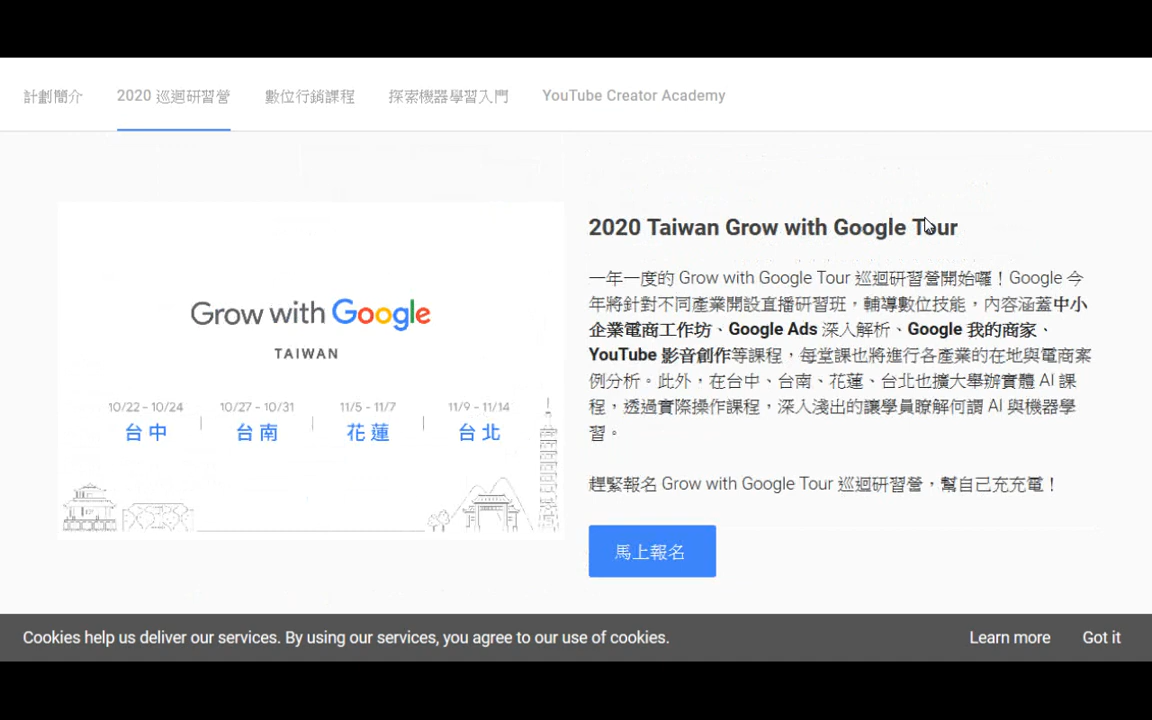 計劃簡介
2020 巡迴研習營
數位行銷課程
探索機器學習入門
YouTube Creator Academy
Grow with Google
TAIWAN
10/22 - 10/24
台中
10/27 - 10/31
台南
11/5 - 11/7
花蓮
11/9 - 11/14
台北
2020 Taiwan Grow with Google Tour
一年一度的 Grow with Google Tour 巡迴研習營開始囉！Google 今
年將針對不同產業開設直播研習班，輔導數位技能，內容涵蓋中小
企業電商工作坊、Google Ads 深入解析、Google 我的商家、
YouTube 影音創作等課程，每堂課也將進行各產業的在地與電商案
例分析。此外，在台中、台南、花蓮、台北也擴大舉辦實體 AI 課
程，透過實際操作課程，深入淺出的讓學員瞭解何謂 AI 與機器學
習。
趕緊報名 Grow with Google Tour 巡迴研習營，幫自己充充電！
馬上報名
Cookies help us deliver our services. By using our services, you agree to our use of cookies.
Learn more
Got it